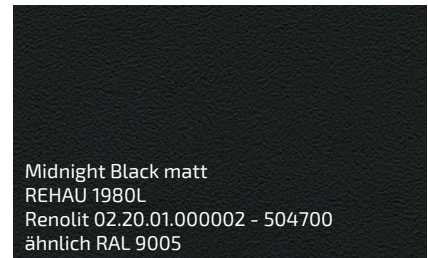 Midnight Black matt
REHAU 1980L
Renolit 02.20.01.000002 - 504700
ähnlich RAL 9005